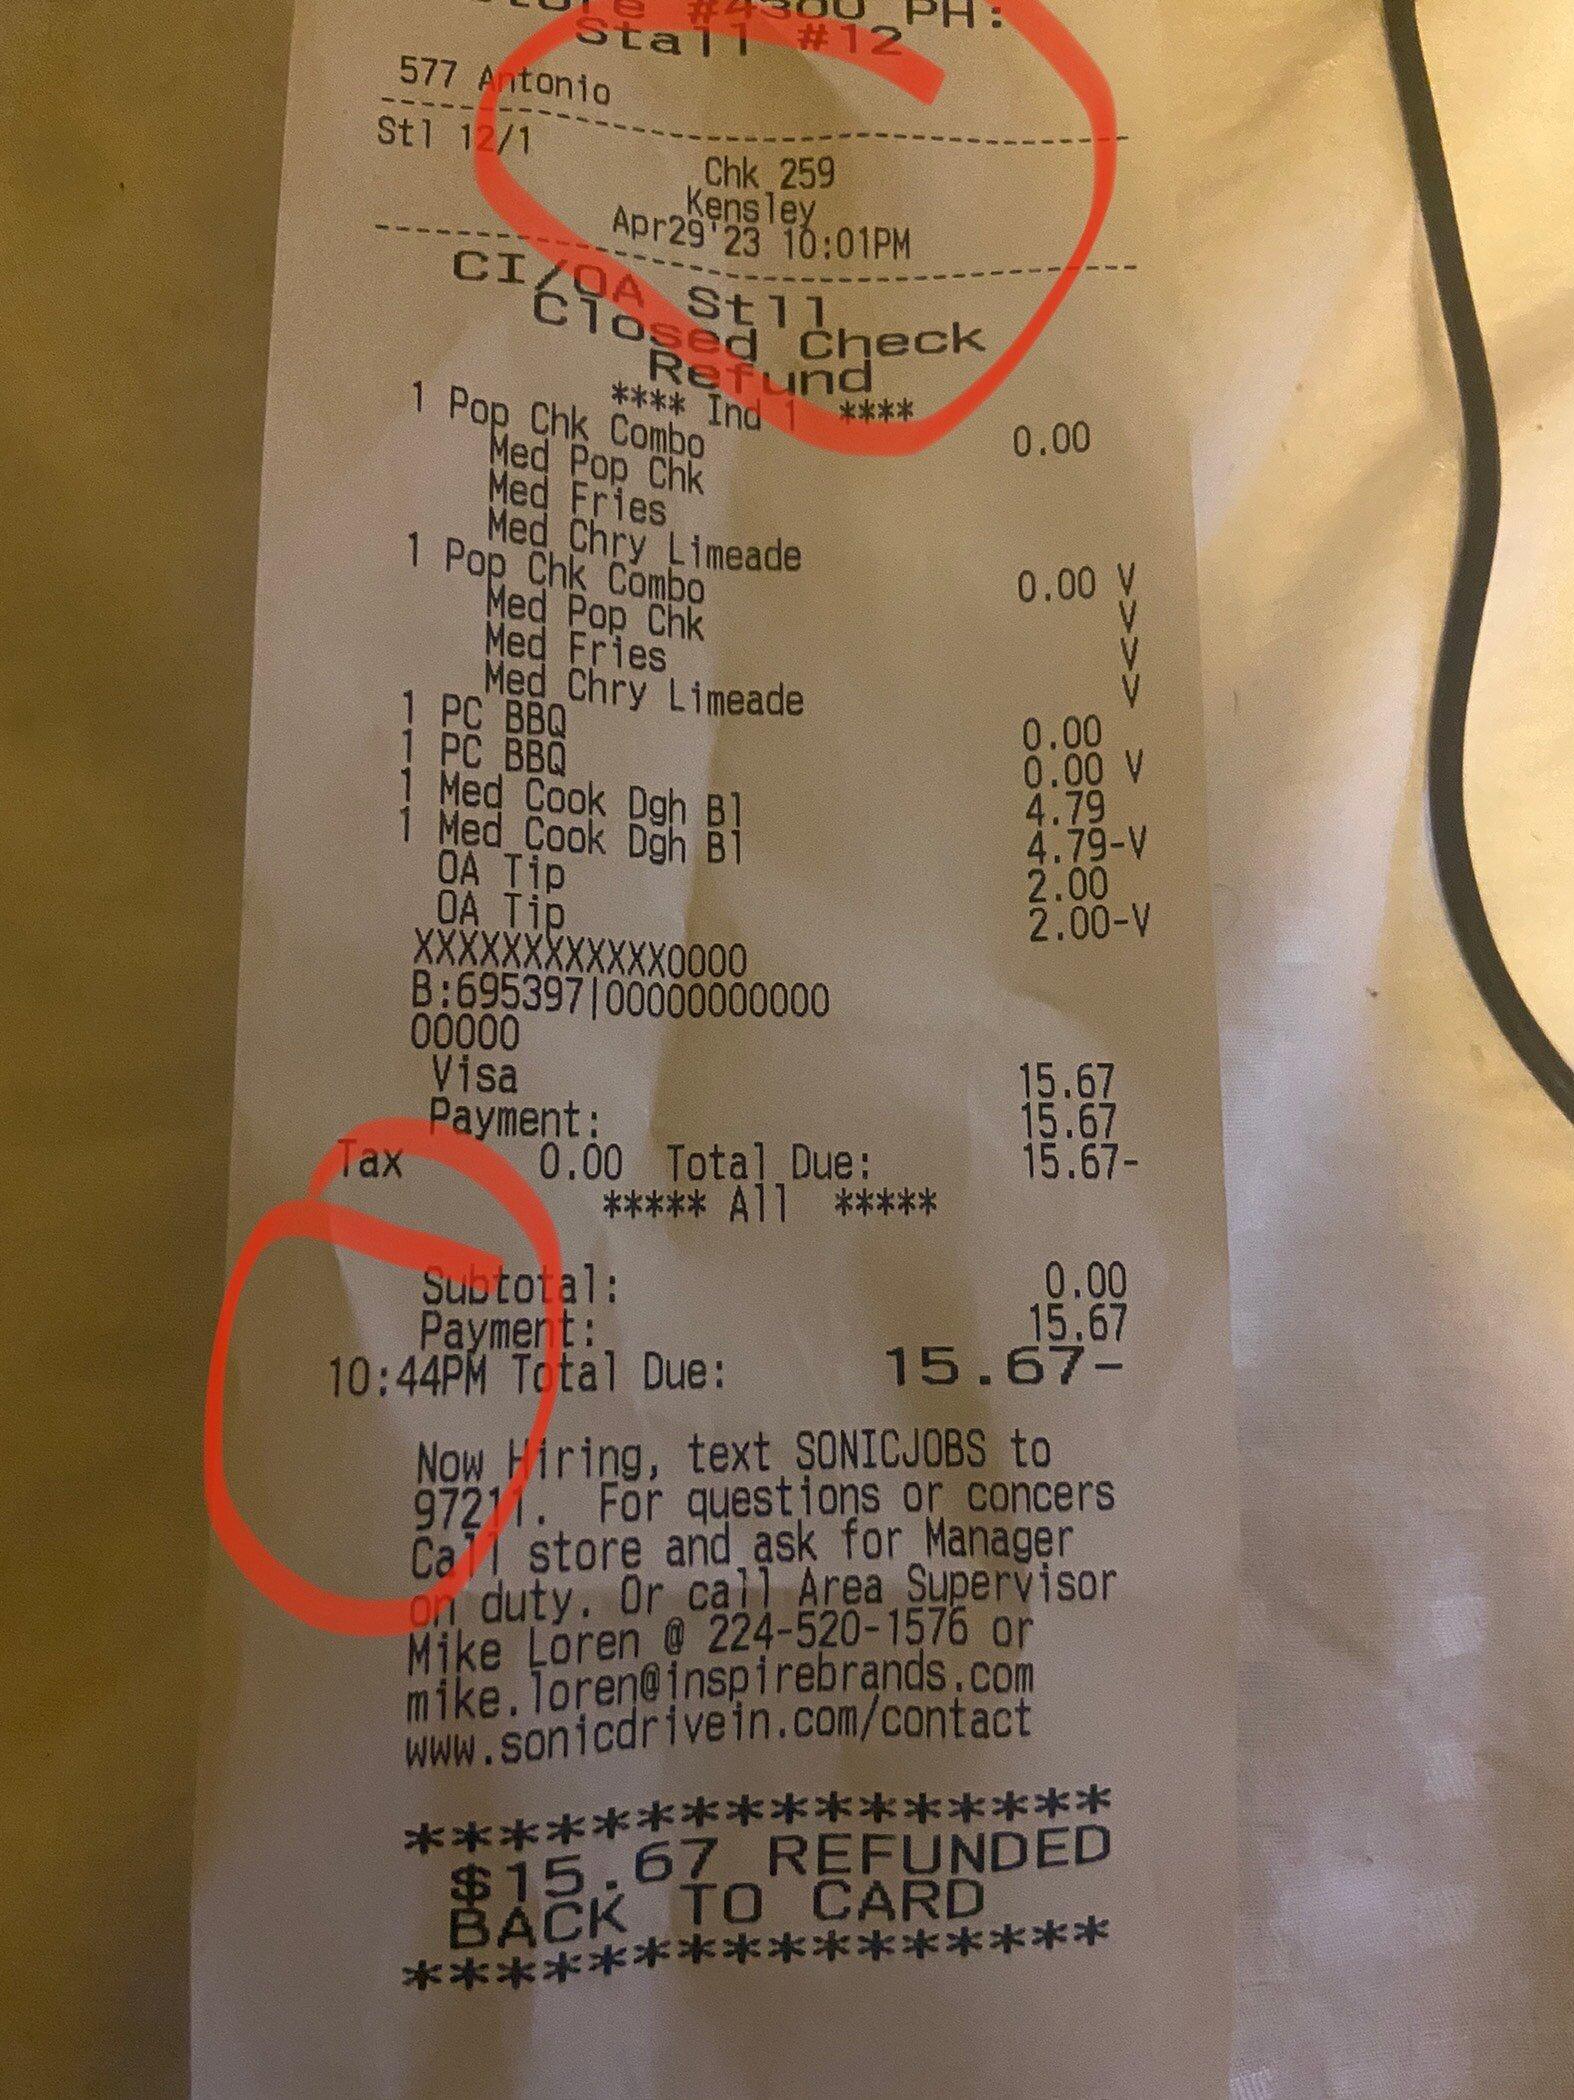 Store #4300 PH:
Stall #12
577 Antonio
Stl 12/1
Chk 259
Kensley
Apr29'23 10:01PM
CI/OA Stll
Closed Check
Refund
**** Ind 1 ****
1 Pop Chk Combo 0.00
Med Pop Chk
Med Fries
Med Chry Limeade
1 Pop Chk Combo 0.00 V
Med Pop Chk V
Med Fries V
Med Chry Limeade V
1 PC BBQ 0.00
1 PC BBQ 0.00 V
1 Med Cook Dgh Bl 4.79
1 Med Cook Dgh Bl 4.79-V
OA Tip 2.00
OA Tip 2.00-V
XXXXXXXXXXXX0000
B:695397|00000000000
00000
Visa 15.67
Payment: 15.67
Tax 0.00 Total Due: 15.67-
***** All *****
Subtotal: 0.00
Payment: 15.67
10:44PM Total Due: 15.67-
Now Hiring, text SONICJOBS to
97211. For questions or concers
Call store and ask for Manager
on duty. Or call Area Supervisor
Mike Loren @ 224-520-1576 or
mike.loren@inspirebrands.com
www.sonicdrivein.com/contact
****************
$15.67 REFUNDED
BACK TO CARD
****************